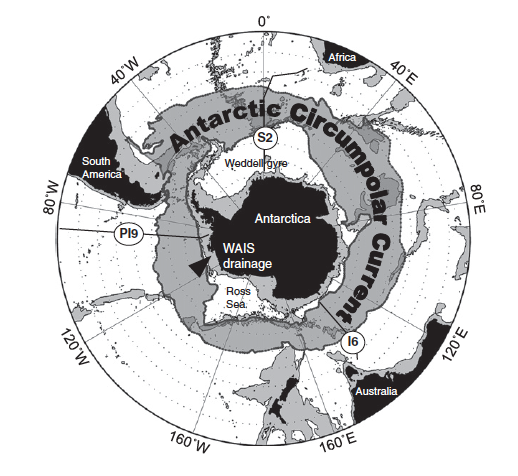 0°
Africa
40°W
40°E
Antarctic Circumpolar Current
S2
South
America
Weddell gyre
80°W
80°E
Antarctica
PI9
WAIS
drainage
Ross
Sea
I6
120°W
120°E
Australia
160°W
160°E